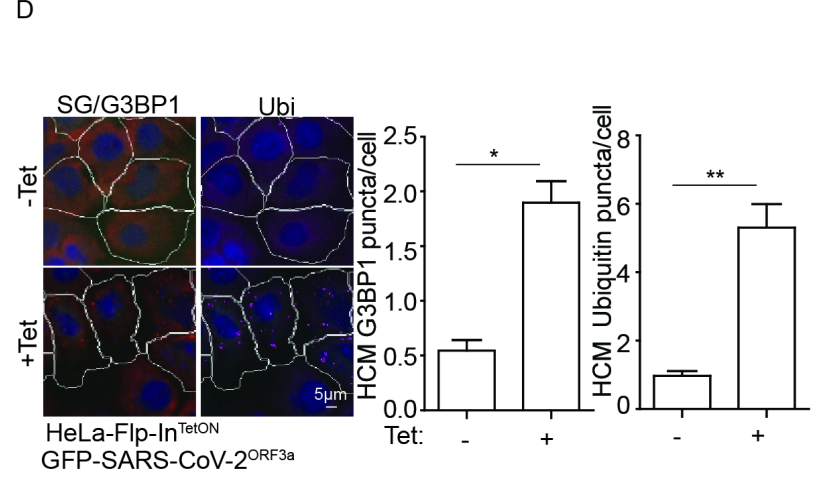 D
SG/G3BP1
Ubi
-Tet
+Tet
5µm
HeLa-Flp-In^TetON
GFP-SARS-CoV-2^ORF3a
HCM G3BP1 puncta/cell
2.5
2.0
1.5
1.0
0.5
0.0
*
Tet:
-
+
HCM Ubiquitin puncta/cell
8
6
4
2
0
**
-
+